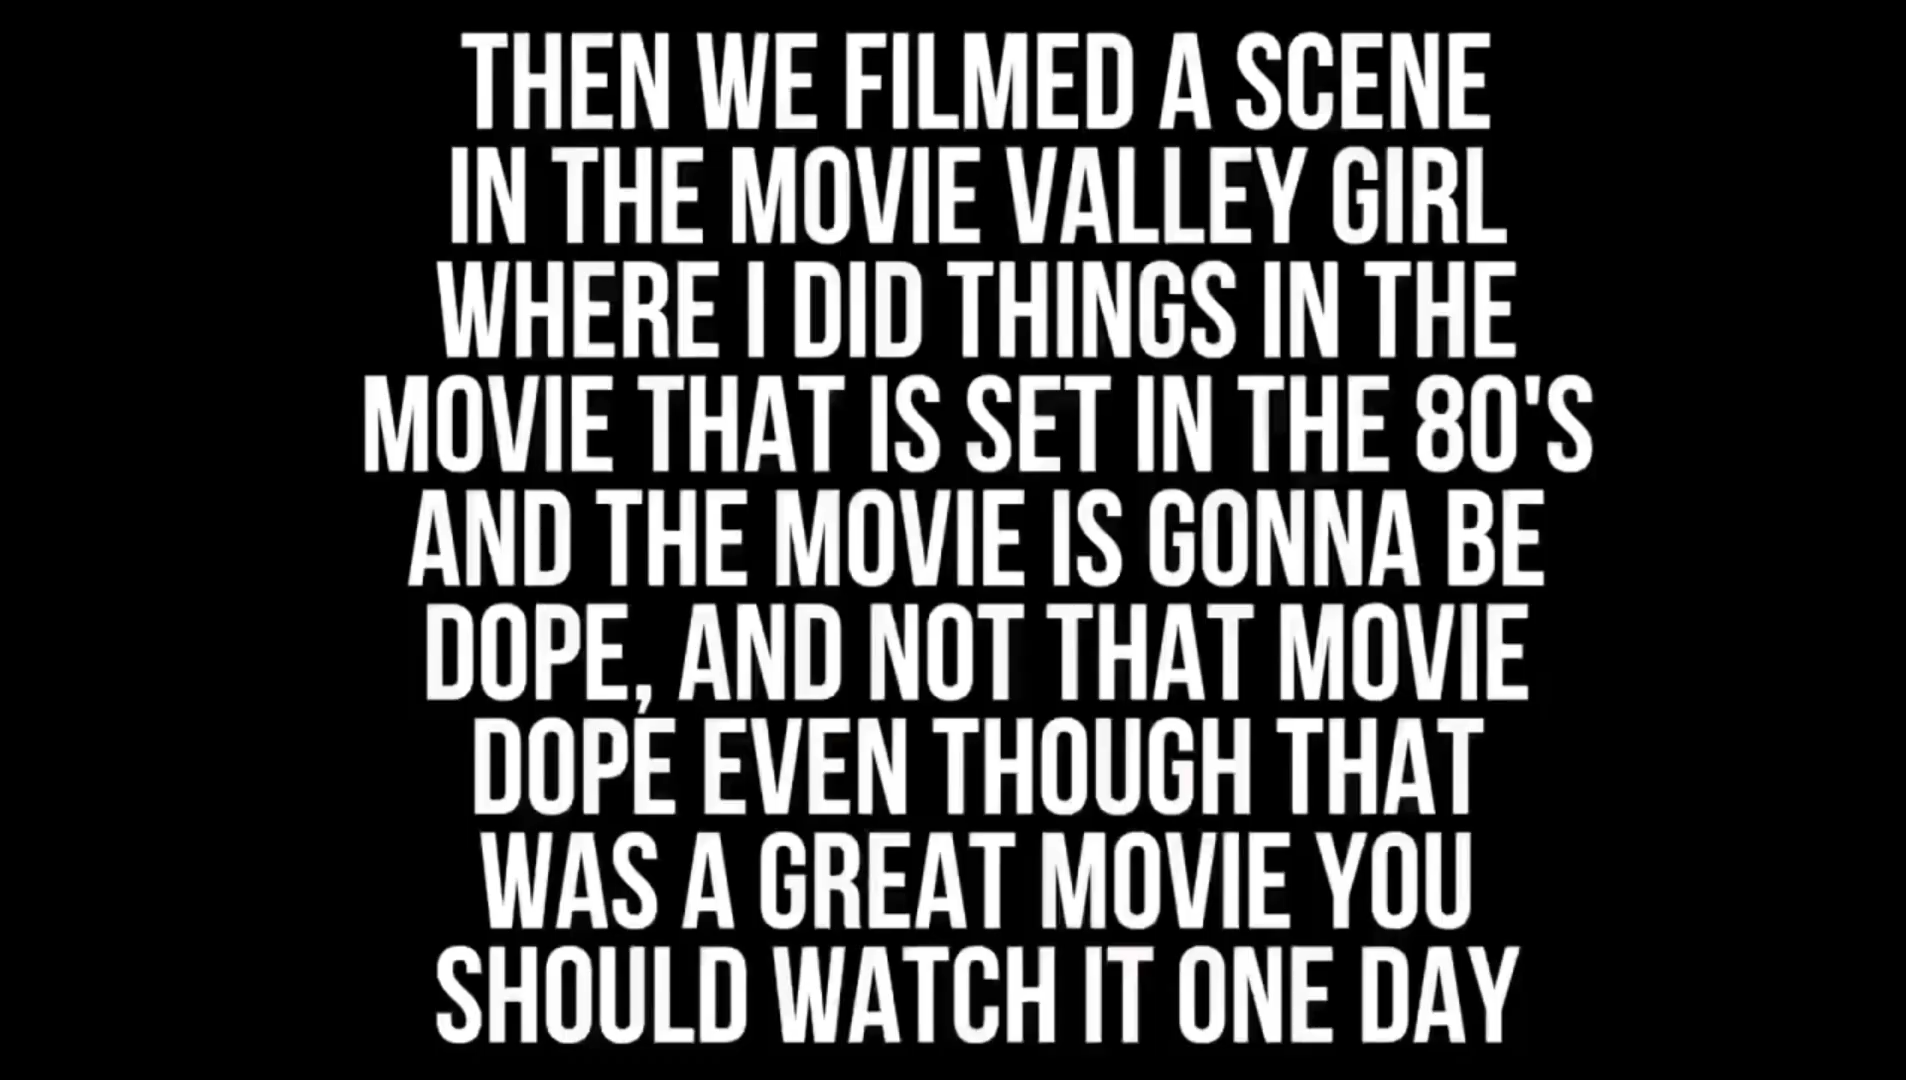 THEN WE FILMED A SCENE
IN THE MOVIE VALLEY GIRL
WHERE I DID THINGS IN THE
MOVIE THAT IS SET IN THE 80'S
AND THE MOVIE IS GONNA BE
DOPE, AND NOT THAT MOVIE
DOPE EVEN THOUGH THAT
WAS A GREAT MOVIE YOU
SHOULD WATCH IT ONE DAY